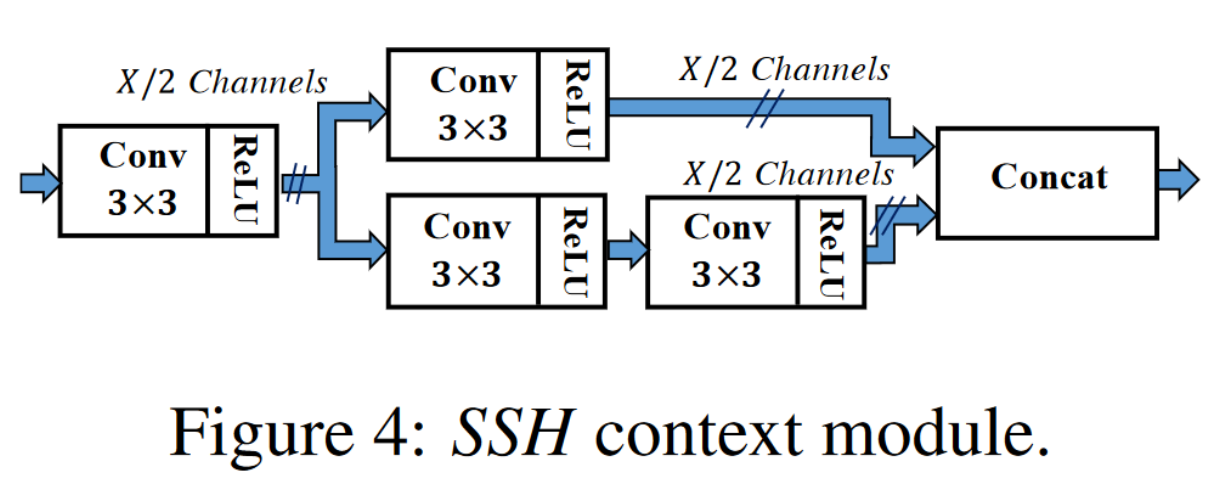 X/2 Channels
Conv
3×3
ReLU
Conv
3×3
ReLU
X/2 Channels
Conv
3×3
ReLU
X/2 Channels
Conv
3×3
ReLU
Concat
Figure 4: SSH context module.